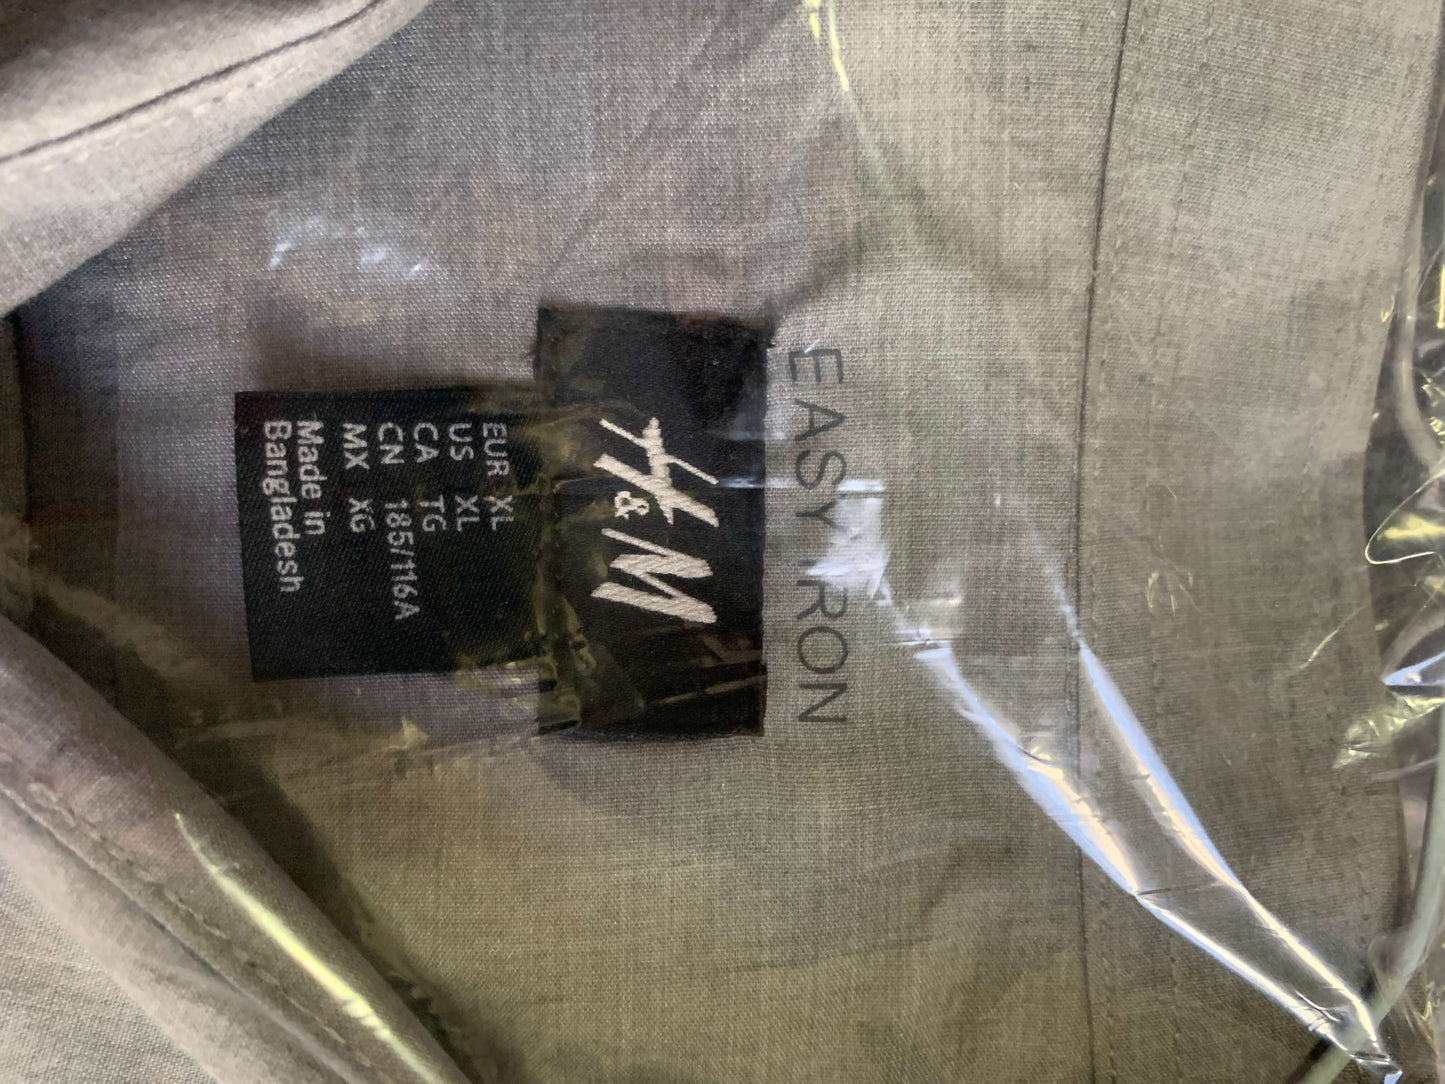 EASY IRON
H&M
EUR XL
US XL
CA TG
CN 185/116A
MX XG
Made in
Bangladesh